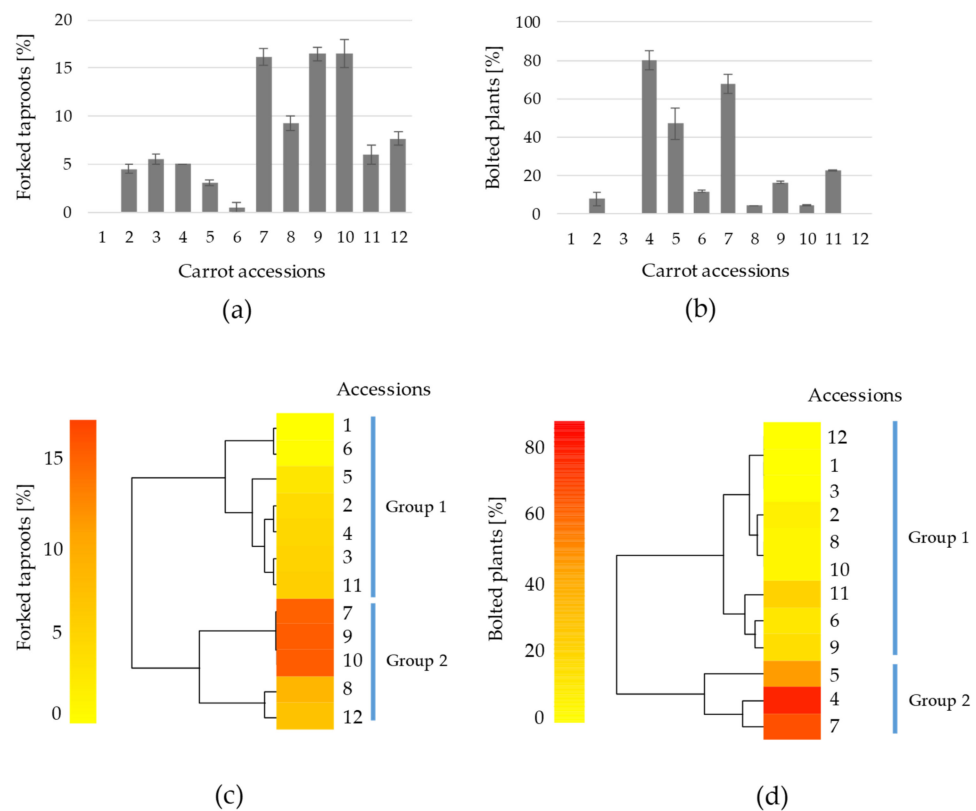 20
15
10
5
0
Forked taproots [%]
1 2 3 4 5 6 7 8 9 10 11 12
Carrot accessions
(a)
100
80
60
40
20
0
Bolted plants [%]
1 2 3 4 5 6 7 8 9 10 11 12
Carrot accessions
(b)
Accessions
15
10
5
0
Forked taproots [%]
1
6
5
2
4
3
11
7
9
10
8
12
Group 1
Group 2
(c)
Accessions
80
60
40
20
0
Bolted plants [%]
12
1
3
2
8
10
11
6
9
5
4
7
Group 1
Group 2
(d)